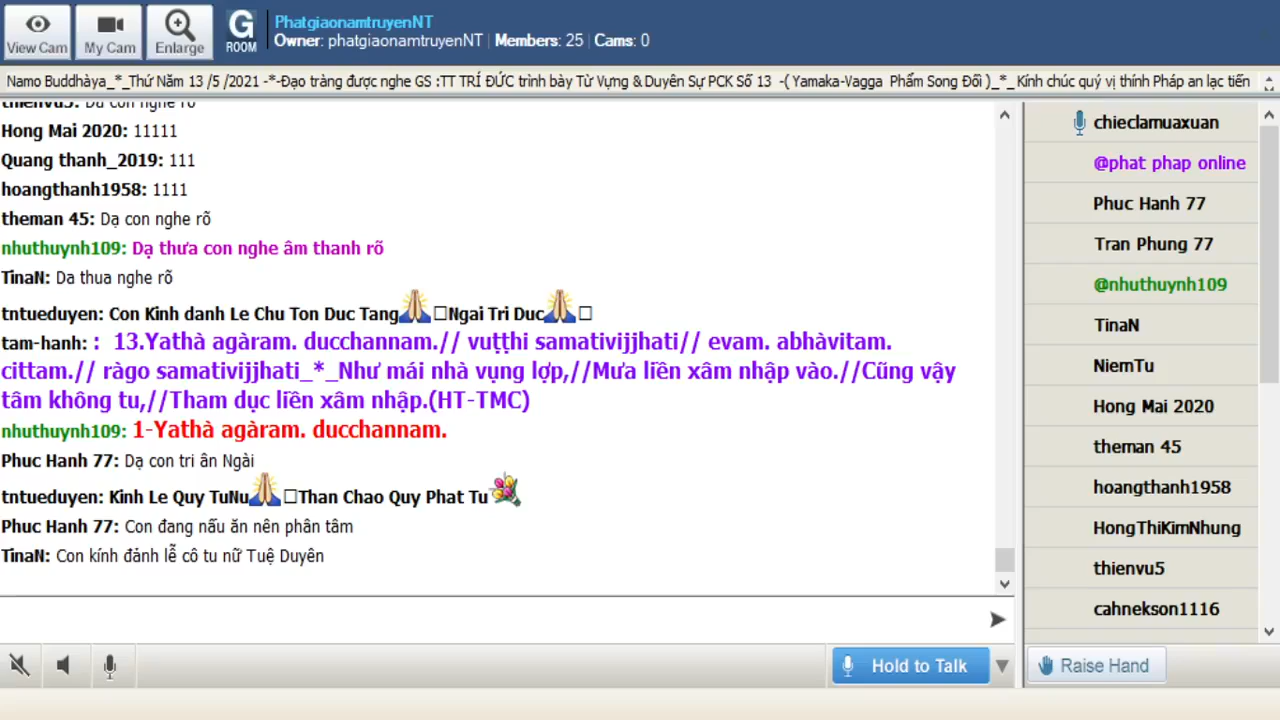 View Cam
My Cam
Enlarge
G
ROOM
PhatgiaonamtruyenNT
Owner: phatgiaonamtruyenNT | Members: 25 | Cams: 0
Namo Buddhàya_*_Thứ Năm 13 /5 /2021 -*-Đạo tràng được nghe GS :TT TRÍ ĐỨC trình bày Từ Vựng & Duyên Sự PCK Số 13 -( Yamaka-Vagga Phẩm Song Đối )_*_ Kính chúc quý vị thính Pháp an lạc tiến
thienvu5: Dạ con nghe rõ
Hong Mai 2020: 11111
Quang thanh_2019: 111
hoangthanh1958: 1111
theman 45: Dạ con nghe rõ
nhuthuynh109: Dạ thưa con nghe âm thanh rõ
TinaN: Da thua nghe rõ
tntueduyen: Con Kinh danh Le Chu Ton Duc Tang🙏□Ngai Tri Duc🙏□
tam-hanh: : 13.Yathà agàram. ducchannam.// vuṭṭhi samativijjhati// evam. abhàvitam.
cittam.// ràgo samativijjhati_*_Như mái nhà vụng lợp,//Mưa liền xâm nhập vào.//Cũng vậy
tâm không tu,//Tham dục liền xâm nhập.(HT-TMC)
nhuthuynh109: 1-Yathà agàram. ducchannam.
Phuc Hanh 77: Dạ con tri ân Ngài
tntueduyen: Kinh Le Quy TuNu🙏□Than Chao Quy Phat Tu💐
Phuc Hanh 77: Con đang nấu ăn nên phân tâm
TinaN: Con kính đảnh lễ cô tu nữ Tuệ Duyên
Hold to Talk
chieclamuaxuan
@phat phap online
Phuc Hanh 77
Tran Phung 77
@nhuthuynh109
TinaN
NiemTu
Hong Mai 2020
theman 45
hoangthanh1958
HongThiKimNhung
thienvu5
cahnekson1116
Raise Hand